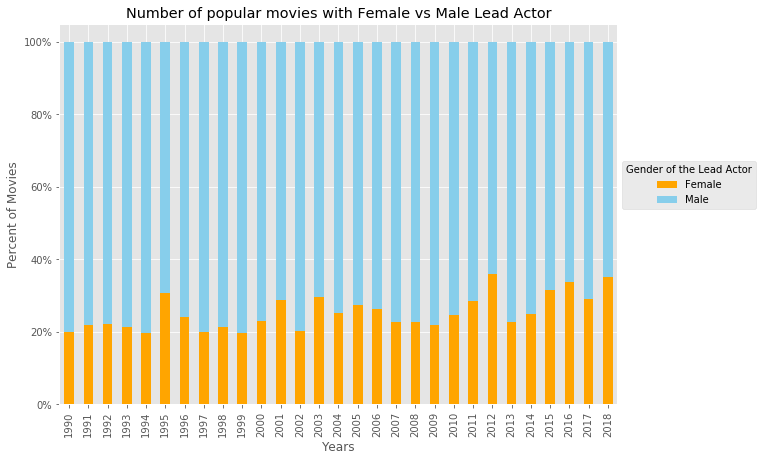 Number of popular movies with Female vs Male Lead Actor
100%
80%
60%
40%
20%
0%
Percent of Movies
1990 1991 1992 1993 1994 1995 1996 1997 1998 1999 2000 2001 2002 2003 2004 2005 2006 2007 2008 2009 2010 2011 2012 2013 2014 2015 2016 2017 2018
Years
Gender of the Lead Actor
Female
Male